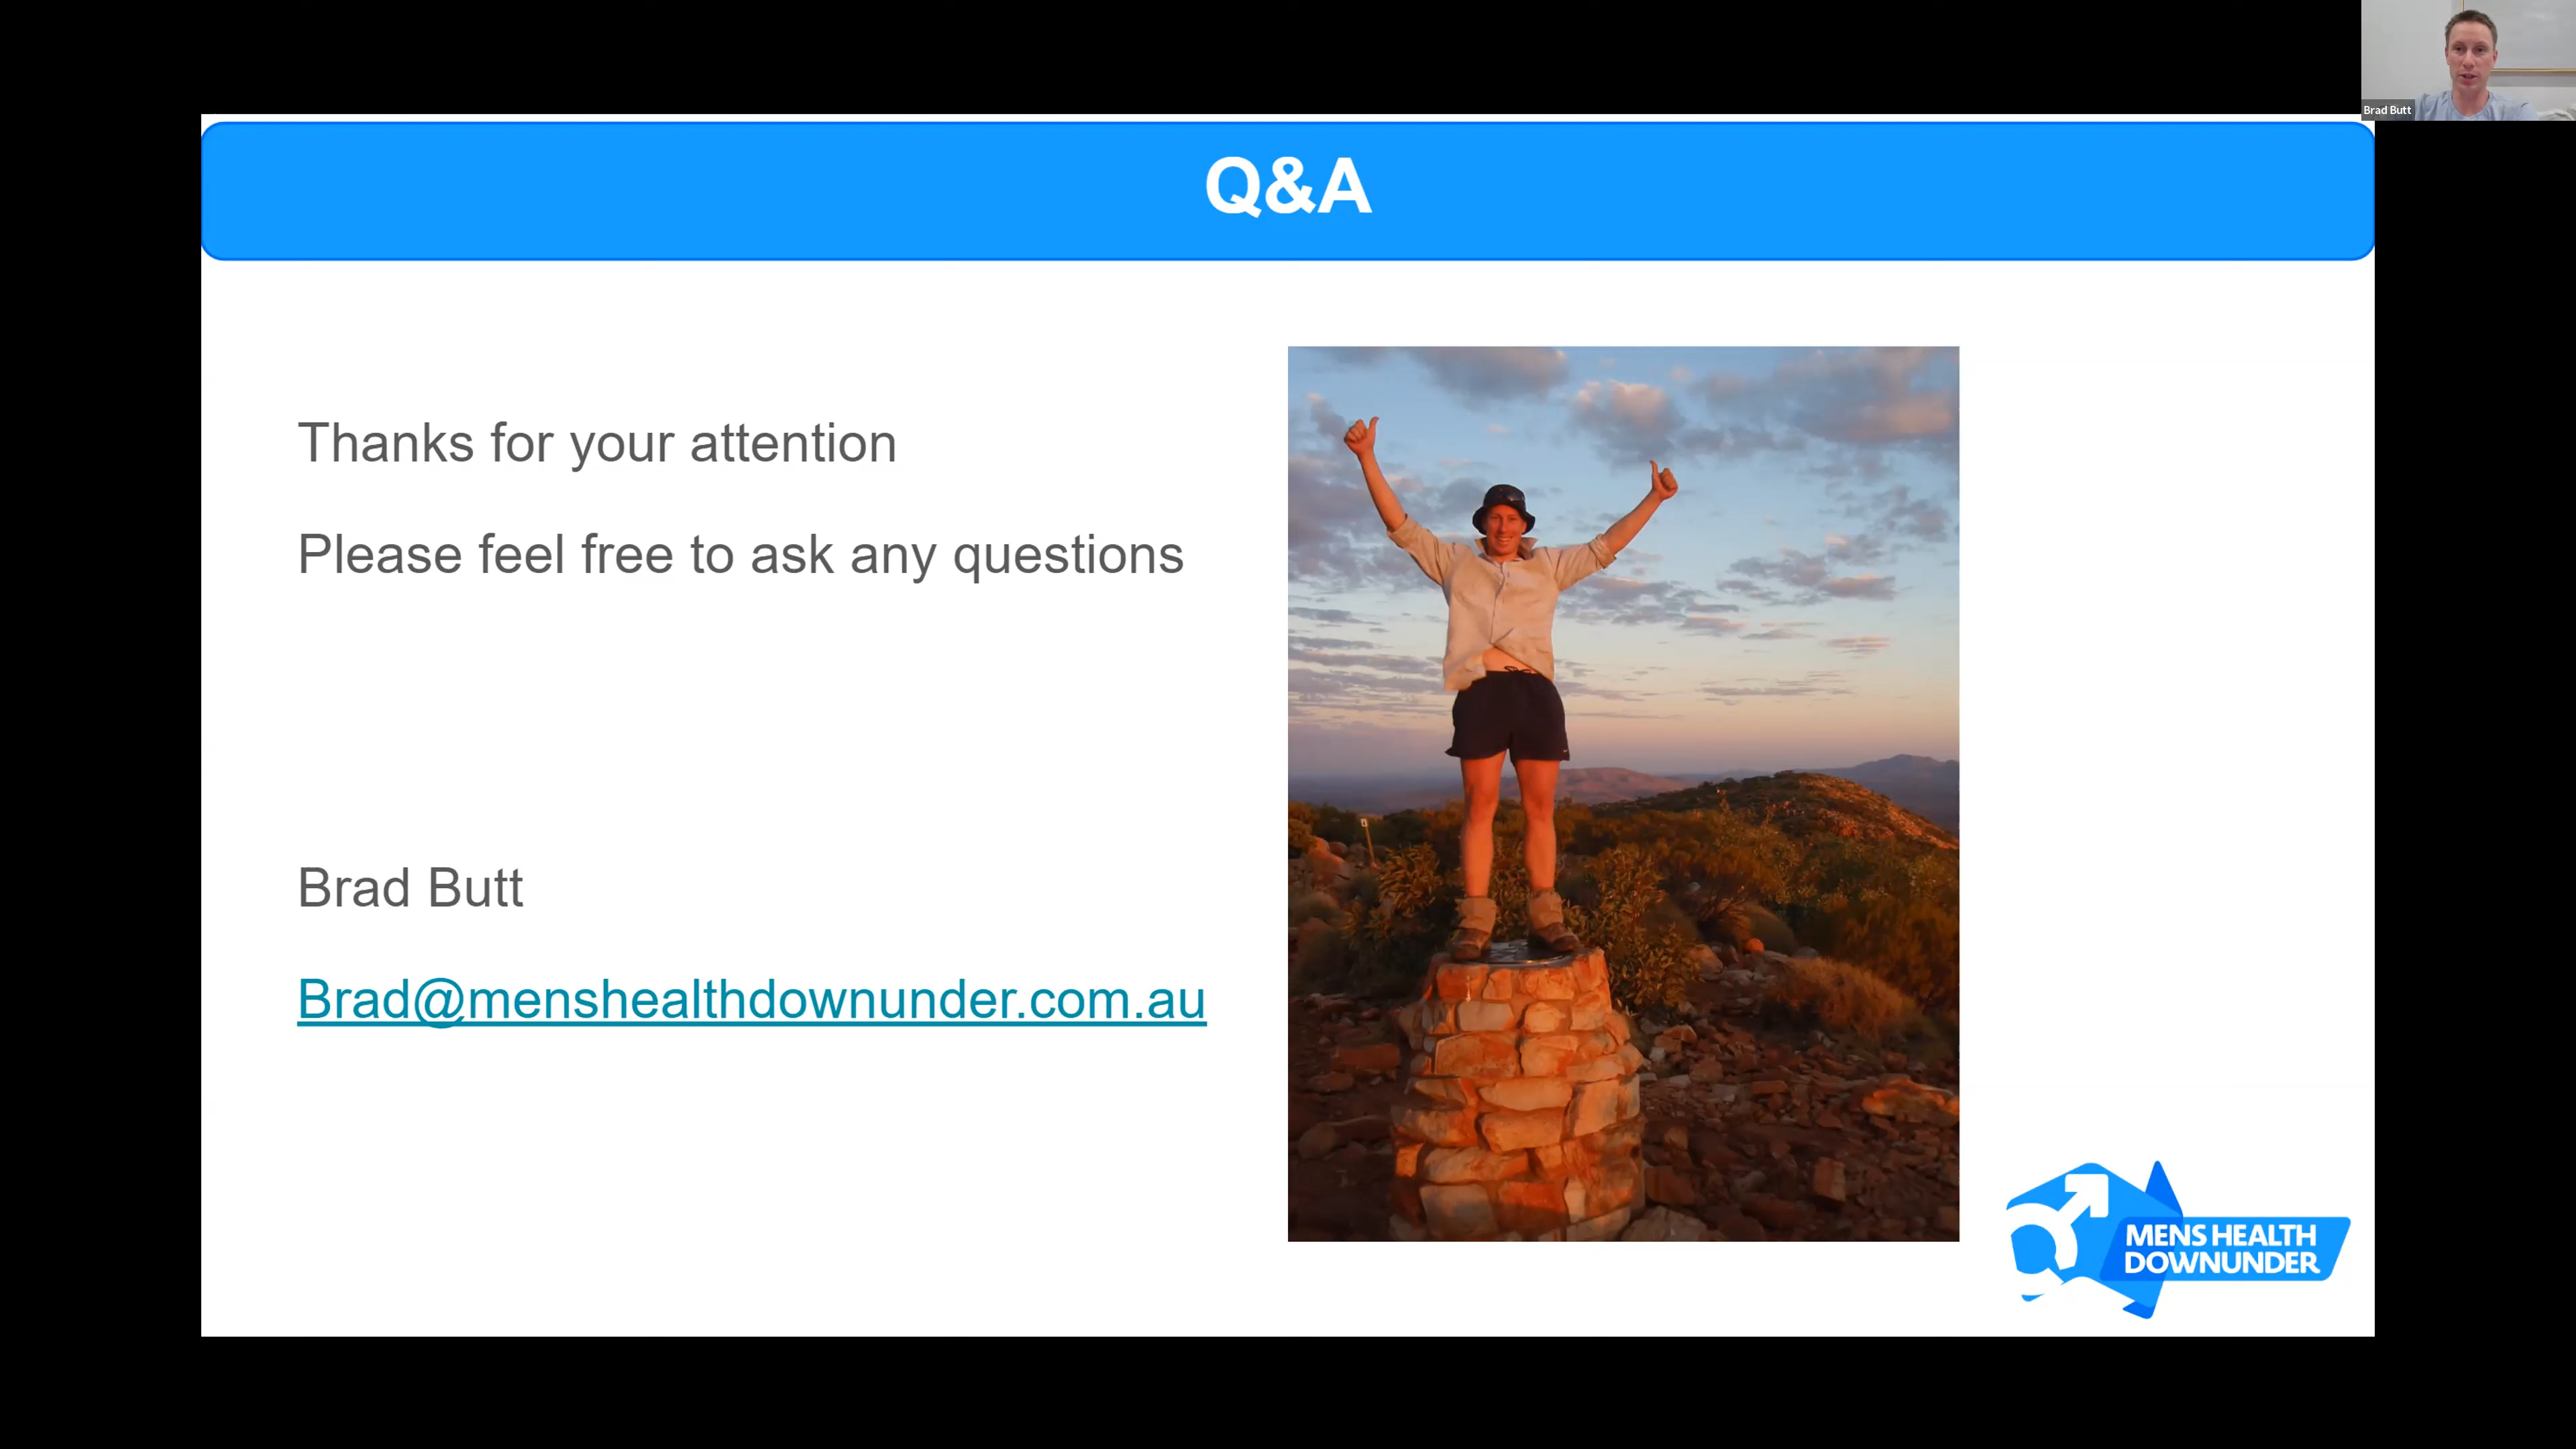 Brad Butt
Q&A
Thanks for your attention
Please feel free to ask any questions
Brad Butt
Brad@menshealthdownunder.com.au
MENS HEALTH
DOWNUNDER